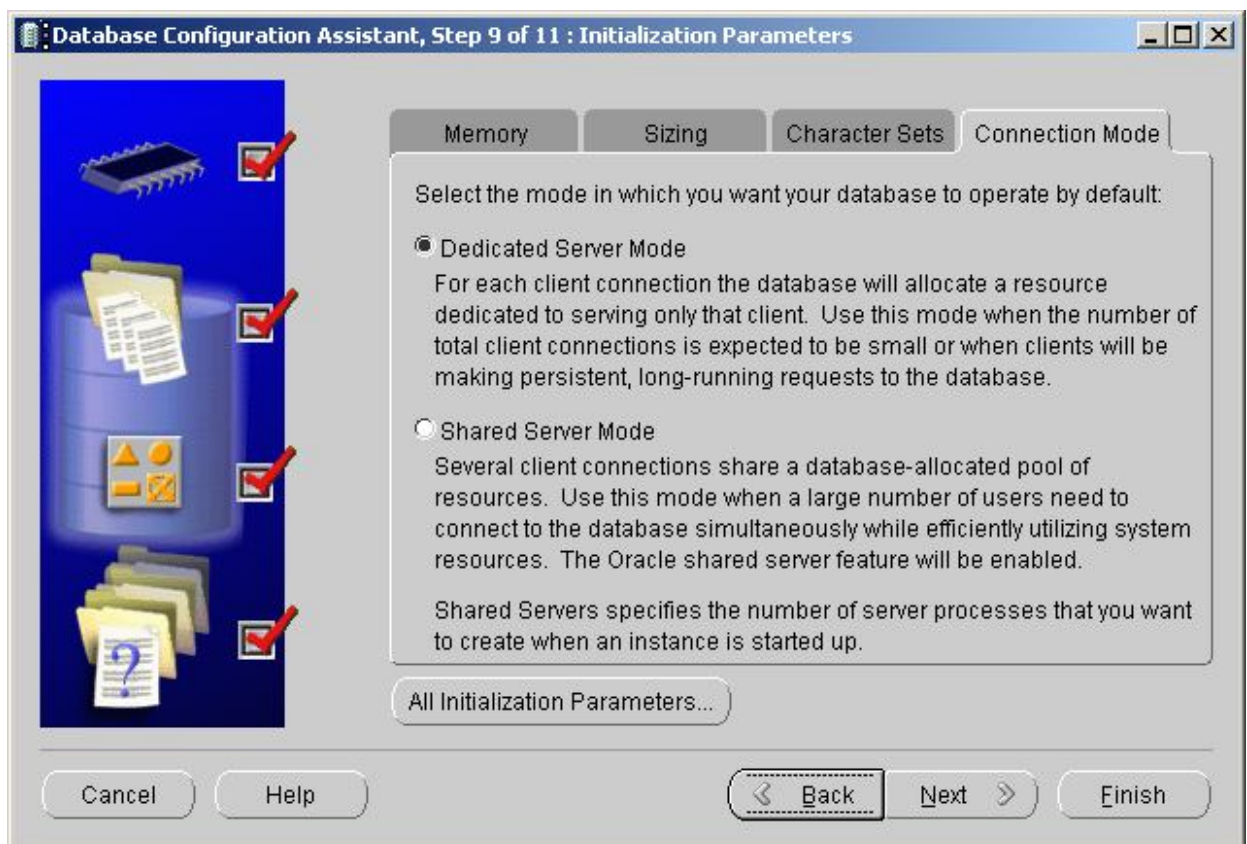 Database Configuration Assistant, Step 9 of 11 : Initialization Parameters
Memory
Sizing
Character Sets
Connection Mode
Select the mode in which you want your database to operate by default:
Dedicated Server Mode
For each client connection the database will allocate a resource
dedicated to serving only that client. Use this mode when the number of
total client connections is expected to be small or when clients will be
making persistent, long-running requests to the database.
Shared Server Mode
Several client connections share a database-allocated pool of
resources. Use this mode when a large number of users need to
connect to the database simultaneously while efficiently utilizing system
resources. The Oracle shared server feature will be enabled.
Shared Servers specifies the number of server processes that you want
to create when an instance is started up.
?
All Initialization Parameters...
Cancel
Help
Back
Next
Finish